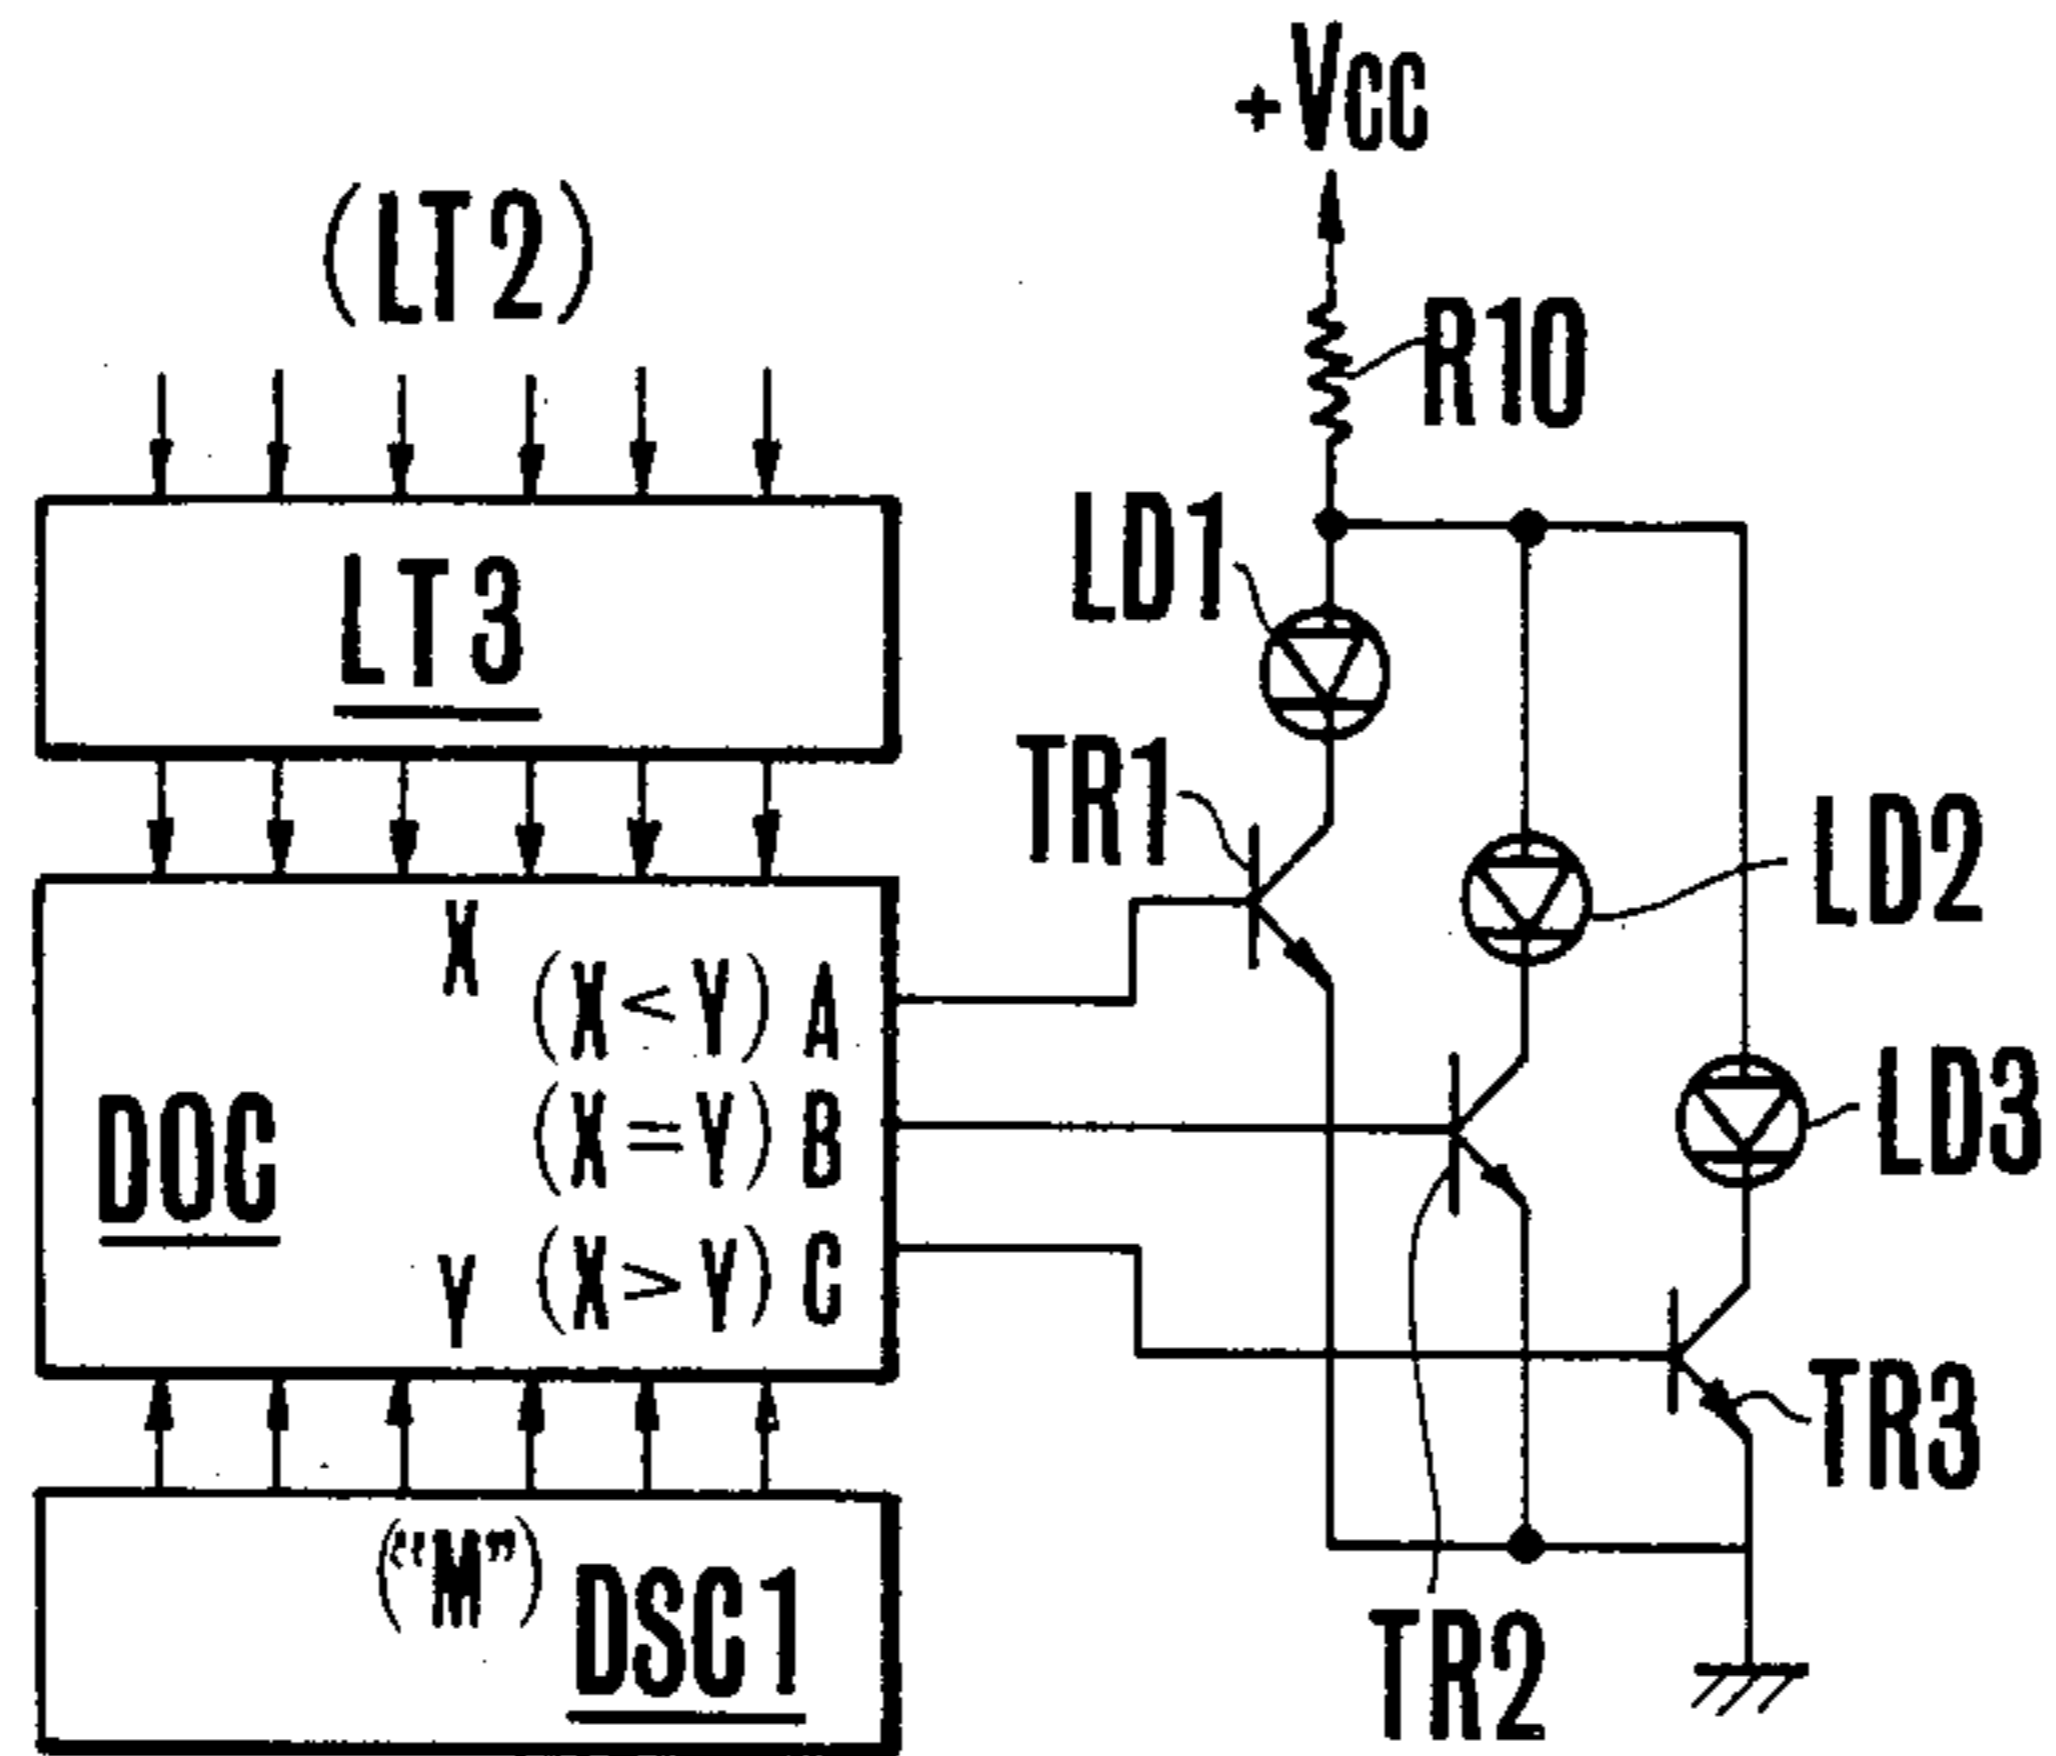 +Vcc
(LT2)
R10
LT3
LD1
TR1
LD2
X
(X < Y) A
DOC
(X = Y) B
LD3
Y
(X > Y) C
TR3
("M")
DSC1
TR2